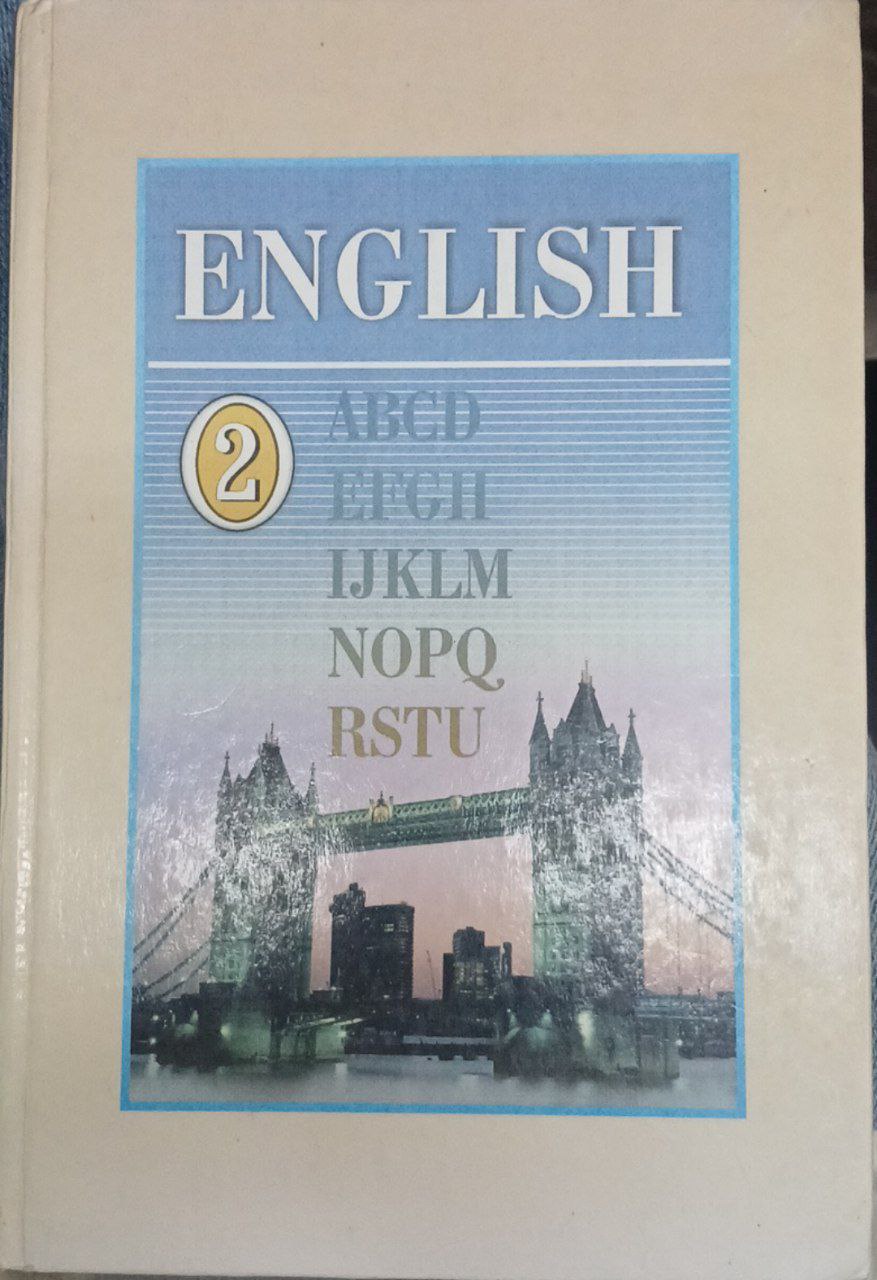 ENGLISH
2
ABCD
EFGH
IJKLM
NOPQ
RSTU